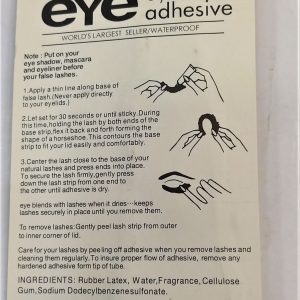 eye
adhesive
WORLD'S LARGEST SELLER/WATERPROOF
Note : Put on your
eye shadow, mascara
and eyeliner before
your false lashes.
1.Apply a thin line along base of
false lash.(Never apply directly
to your eyelids.)
2.Let set for 30 seconds or until sticky.During
this time,holding the lash by both ends of the
base strip,flex it back and forth forming the
shape of a horseshoe. This contours the base
strip to fit your lid easily and comfortably.
3.Center the lash close to the base of your
natural lashes and press ends into place.
To secure the lash firmly,gently press
down the lash strip from one end to
the other until adhesive is dry.
eye blends with lashes when it dries···keeps
lashes securely in place until you remove them.
To remove lashes:Gently peel lash strip from outer
to inner corner of lid.
Care for your lashes by peeling off adhesive when you remove lashes and
cleaning them regularly.To insure proper flow of adhesive, remove any
hardened adhesive form tip of tube.
INGREDIENTS: Rubber Latex, Water,Fragrance, Cellulose
Gum,Sodium Dodecylbenzenesulfonate.